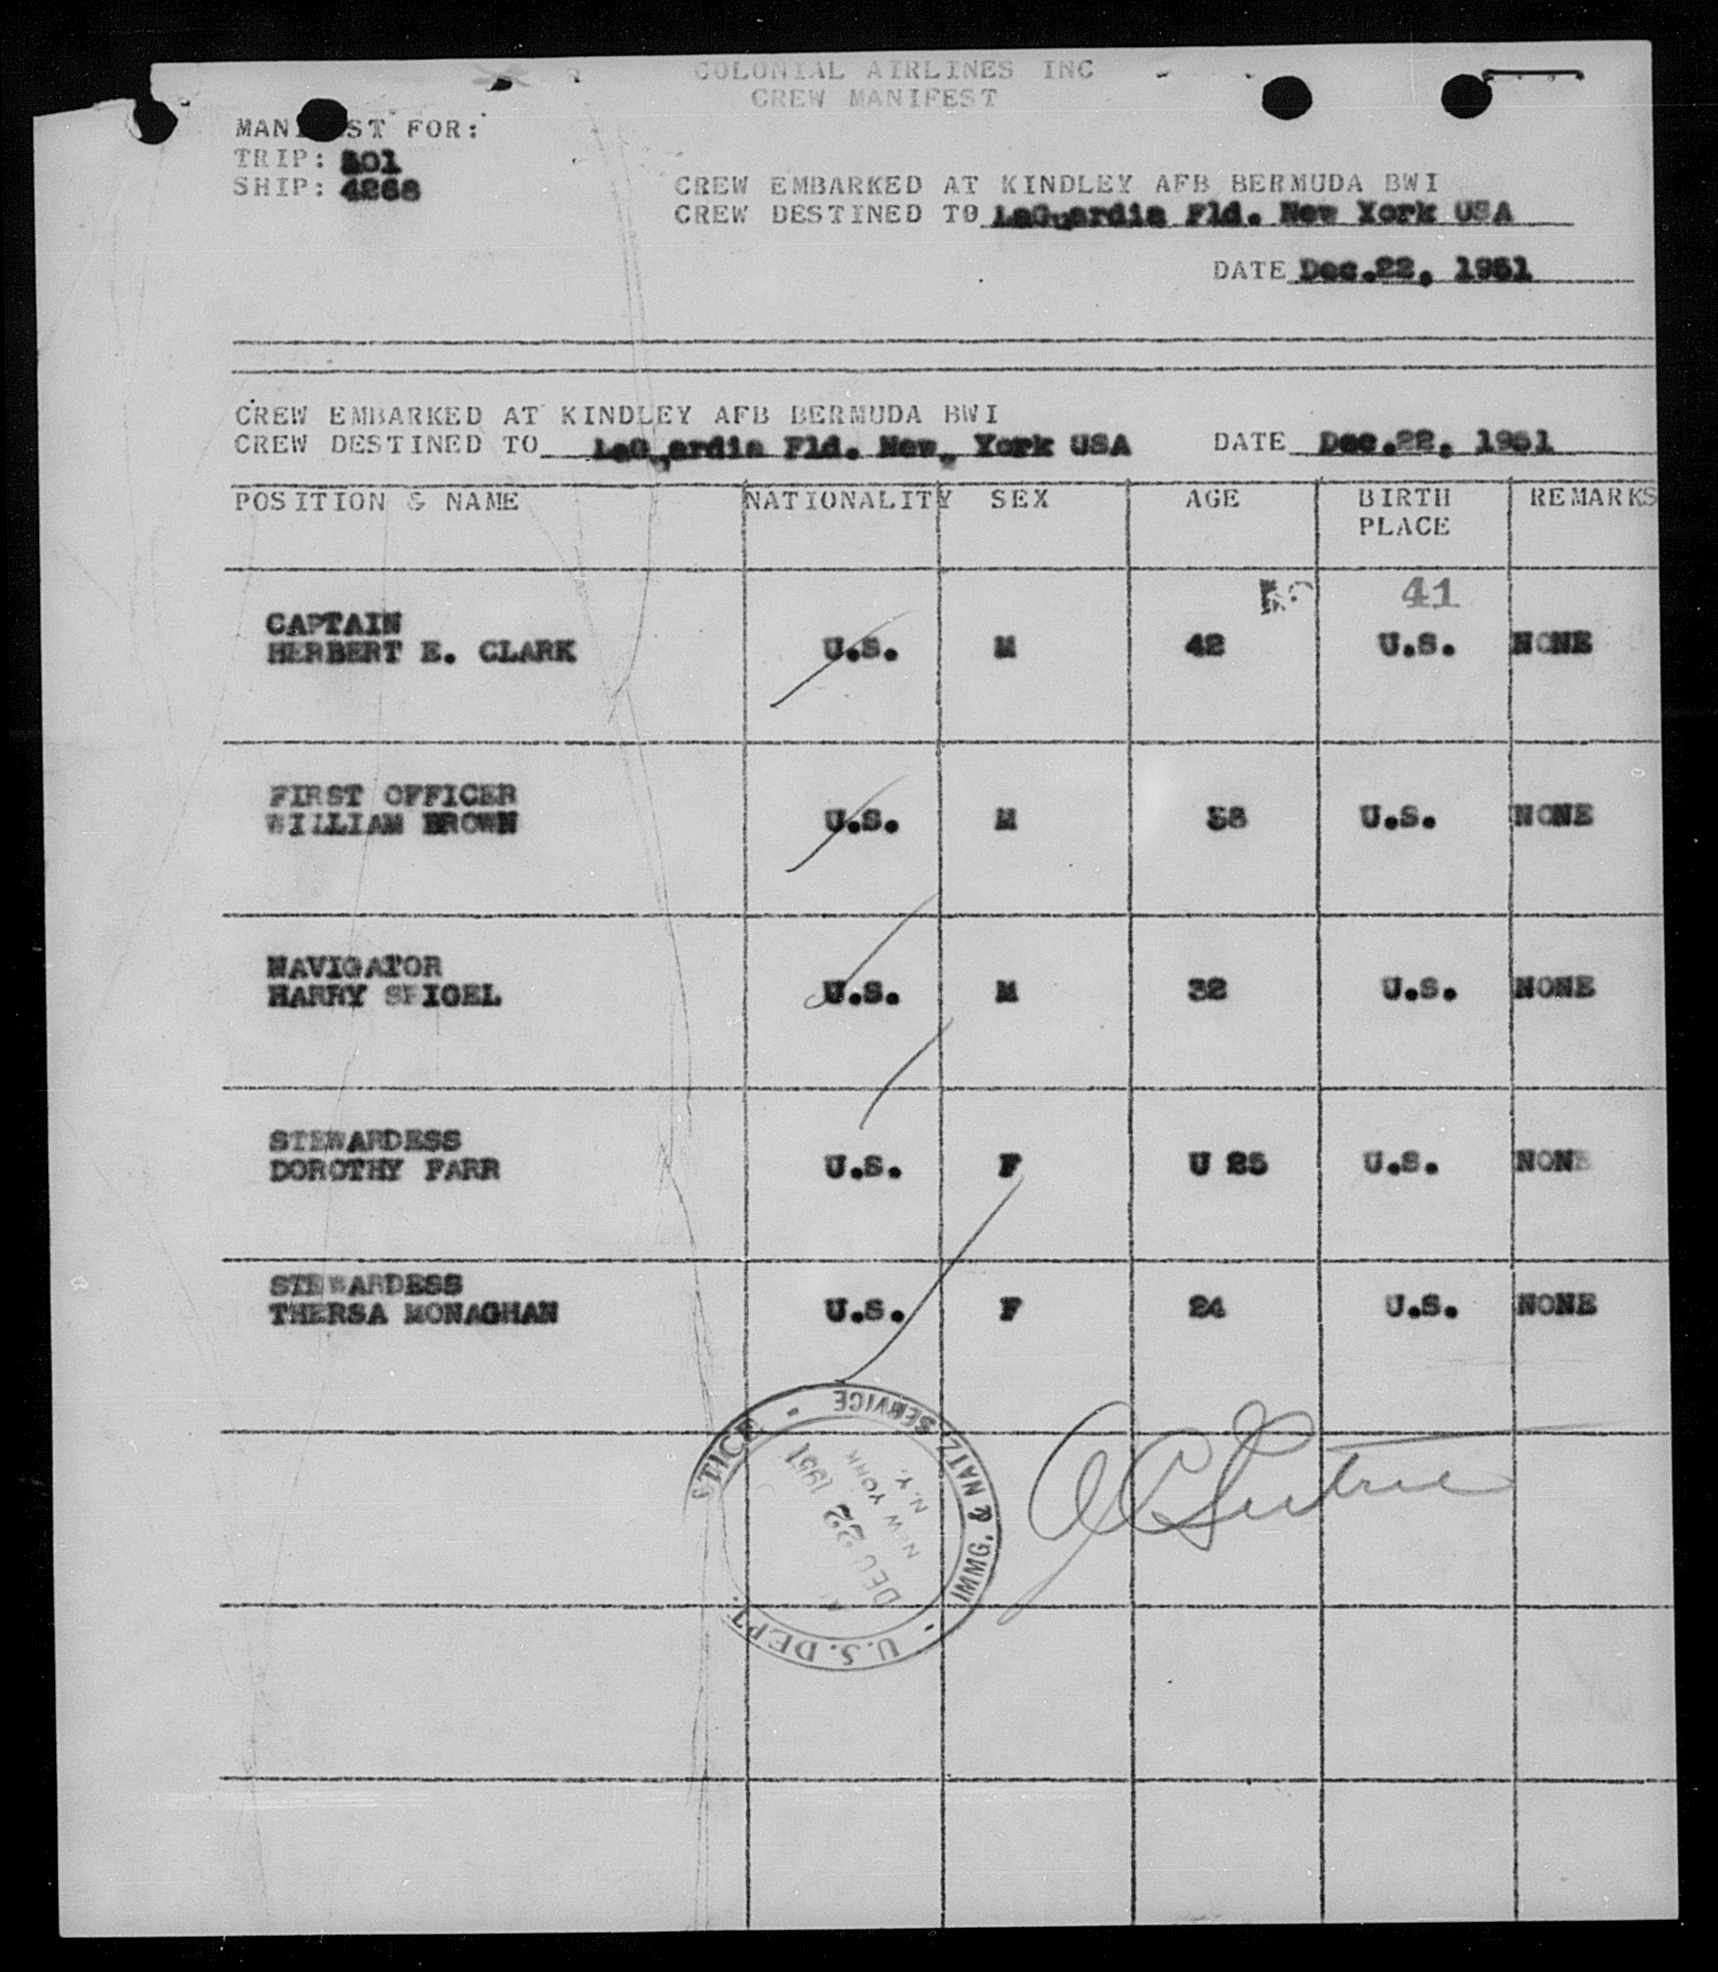 COLONIAL AIRLINES INC
CREW MANIFEST
MANIFEST FOR:
TRIP: 201
SHIP: 4268
CREW EMBARKED AT KINDLEY AFB BERMUDA BWI
CREW DESTINED TO LaGuardia Fld. New York USA
DATE Dec.22, 1951
CREW EMBARKED AT KINDLEY AFB BERMUDA BWI
CREW DESTINED TO LaGuardia Fld. New York USA DATE Dec.22, 1951
POSITION & NAME NATIONALITY SEX AGE BIRTH PLACE REMARKS
41
CAPTAIN
HERBERT E. CLARK U.S. M 42 U.S. NONE
FIRST OFFICER
WILLIAM BROWN U.S. M 38 U.S. NONE
NAVIGATOR
HARRY SEIGEL U.S. M 32 U.S. NONE
STEWARDESS
DOROTHY FARR U.S. F U 25 U.S. NONE
STEWARDESS
THERSA MONAGHAN U.S. F 24 U.S. NONE
U.S. DEPT. STICE - IMMG. & NATZ SERVICE -
DEC 22 1951
NEW YORK
N.Y.